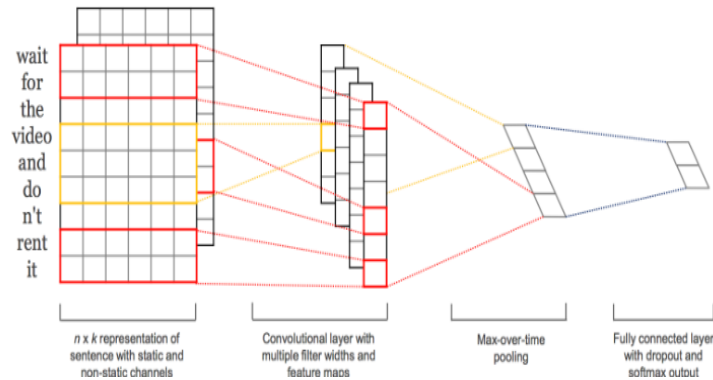 wait
for
the
video
and
do
n't
rent
it
n x k representation of
sentence with static and
non-static channels
Convolutional layer with
multiple filter widths and
feature maps
Max-over-time
pooling
Fully connected layer
with dropout and
softmax output